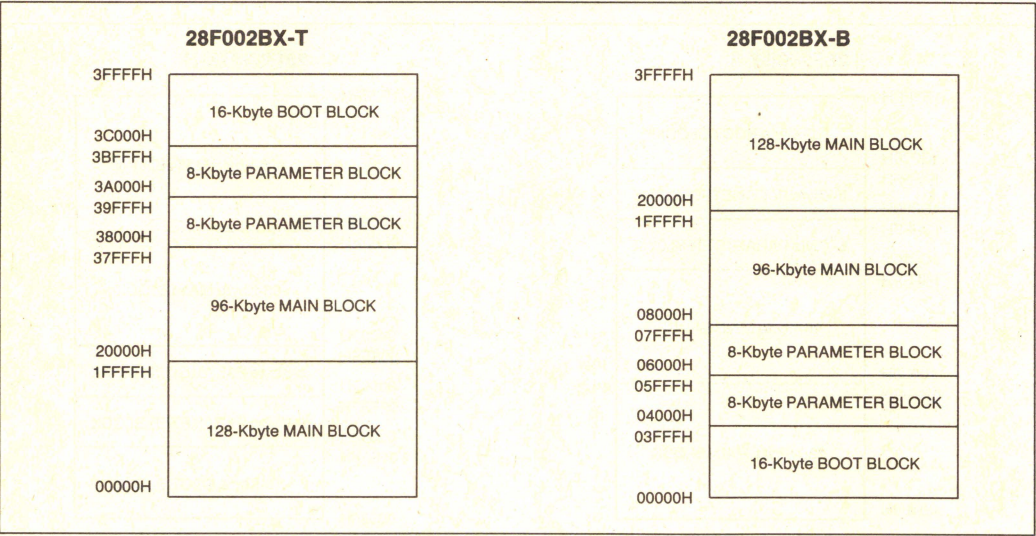 28F002BX-T
3FFFFH
16-Kbyte BOOT BLOCK
3C000H
3BFFFH
8-Kbyte PARAMETER BLOCK
3A000H
39FFFH
8-Kbyte PARAMETER BLOCK
38000H
37FFFH
96-Kbyte MAIN BLOCK
20000H
1FFFFH
128-Kbyte MAIN BLOCK
00000H
28F002BX-B
3FFFFH
128-Kbyte MAIN BLOCK
20000H
1FFFFH
96-Kbyte MAIN BLOCK
08000H
07FFFH
8-Kbyte PARAMETER BLOCK
06000H
05FFFH
8-Kbyte PARAMETER BLOCK
04000H
03FFFH
16-Kbyte BOOT BLOCK
00000H